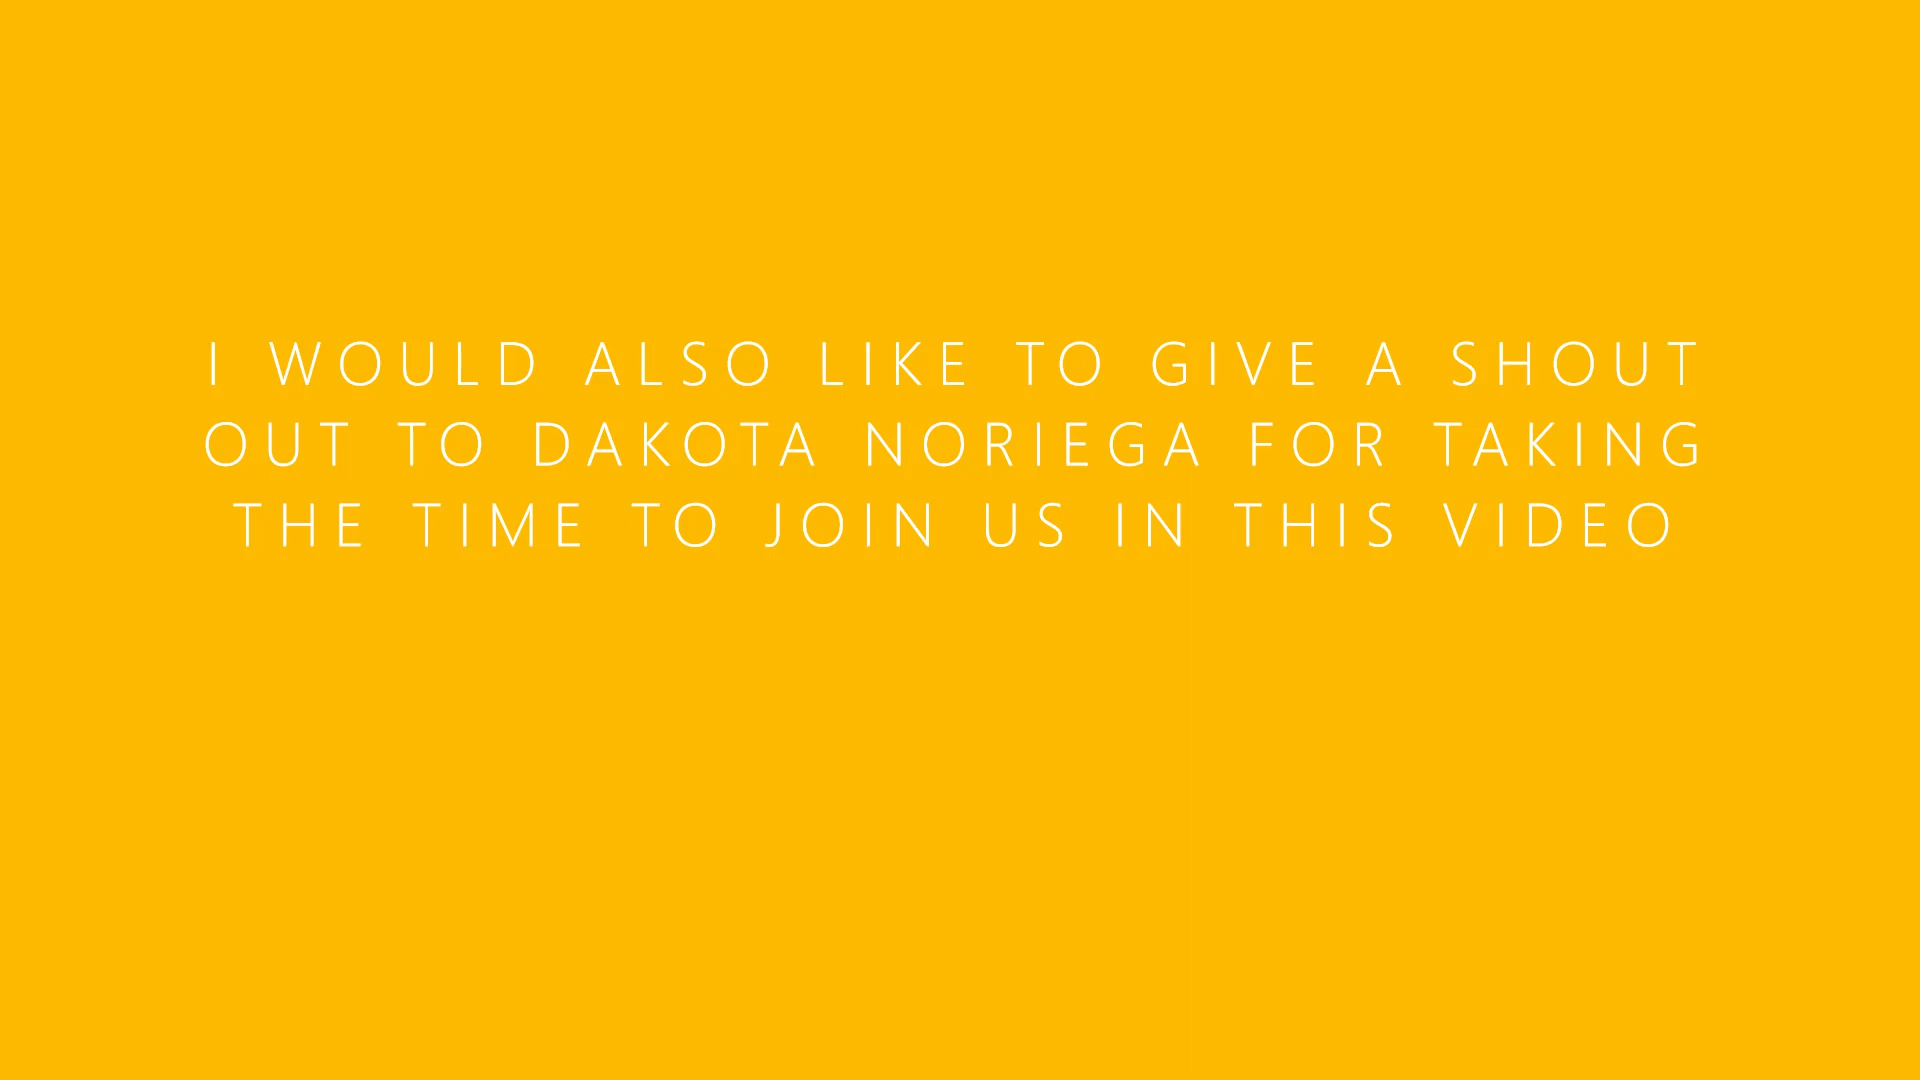 I WOULD ALSO LIKE TO GIVE A SHOUT
OUT TO DAKOTA NORIEGA FOR TAKING
THE TIME TO JOIN US IN THIS VIDEO